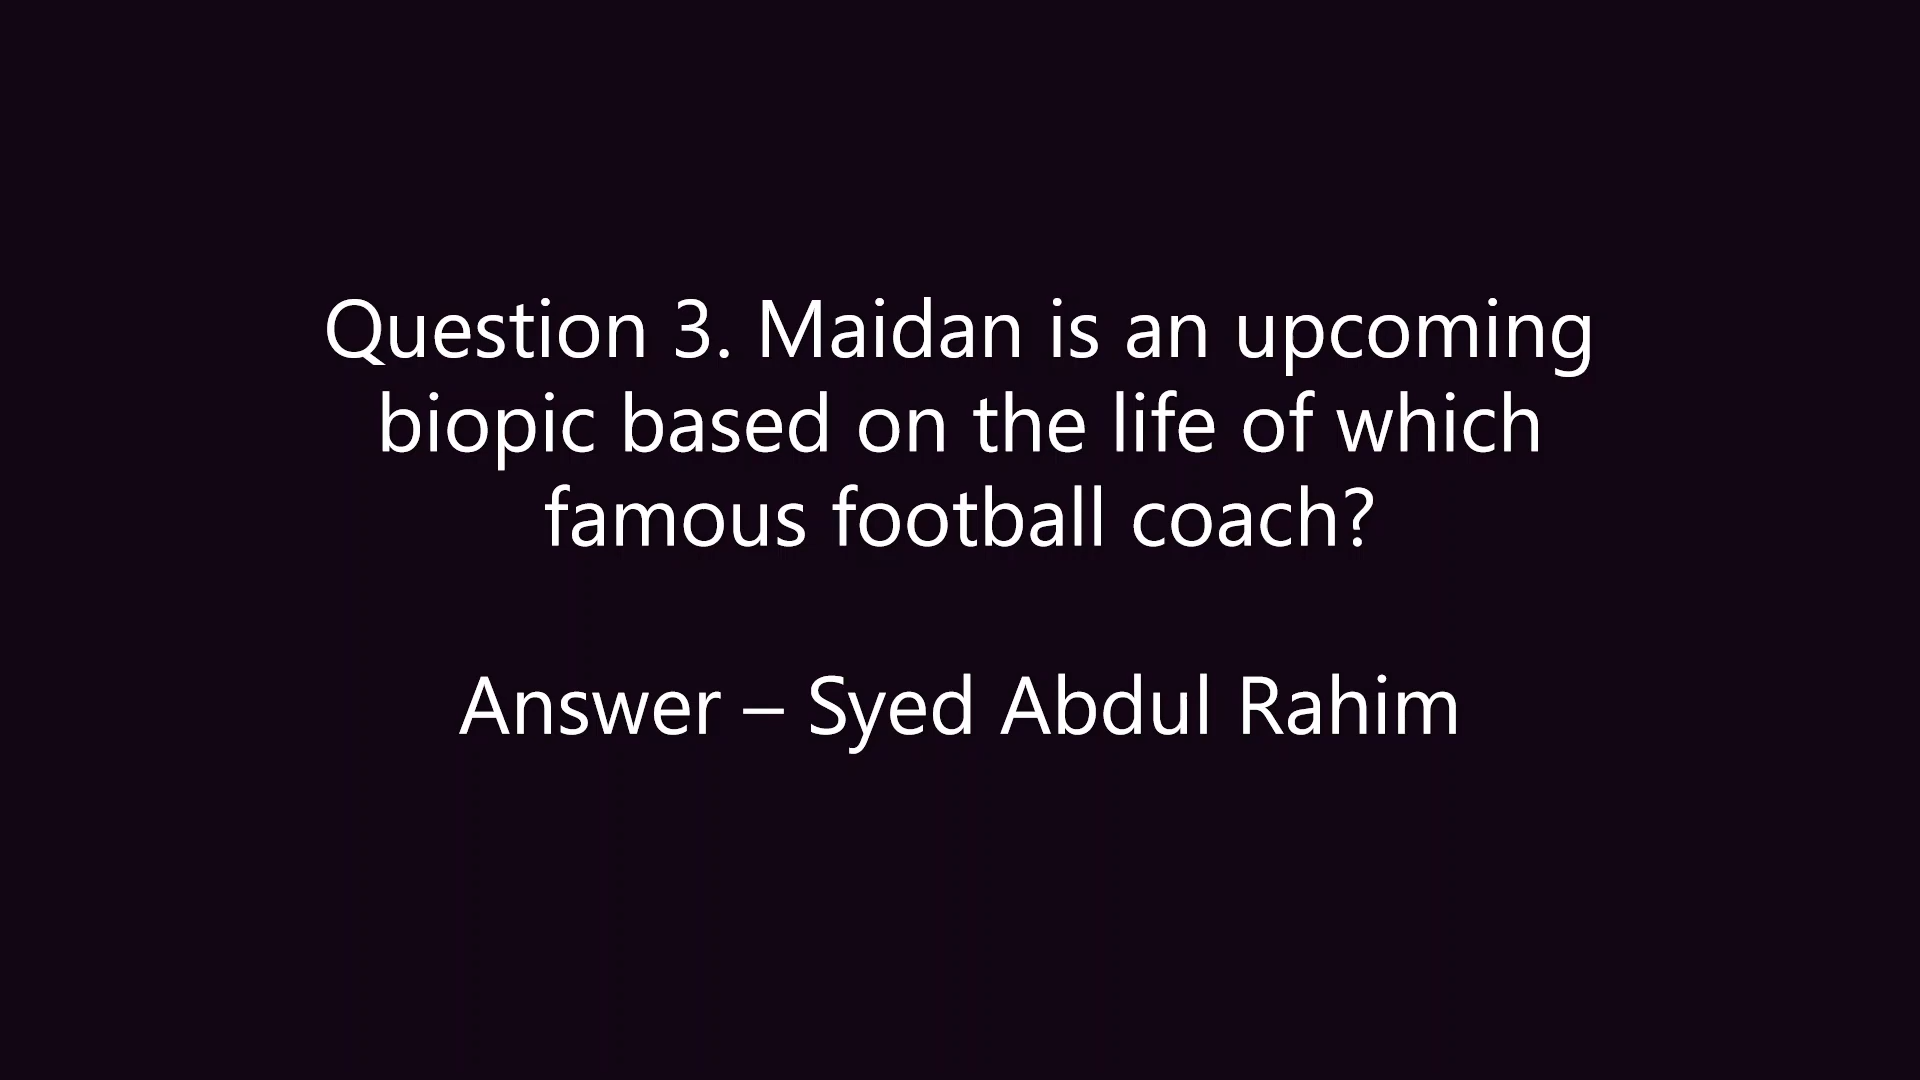 Question 3. Maidan is an upcoming
biopic based on the life of which
famous football coach?
Answer – Syed Abdul Rahim